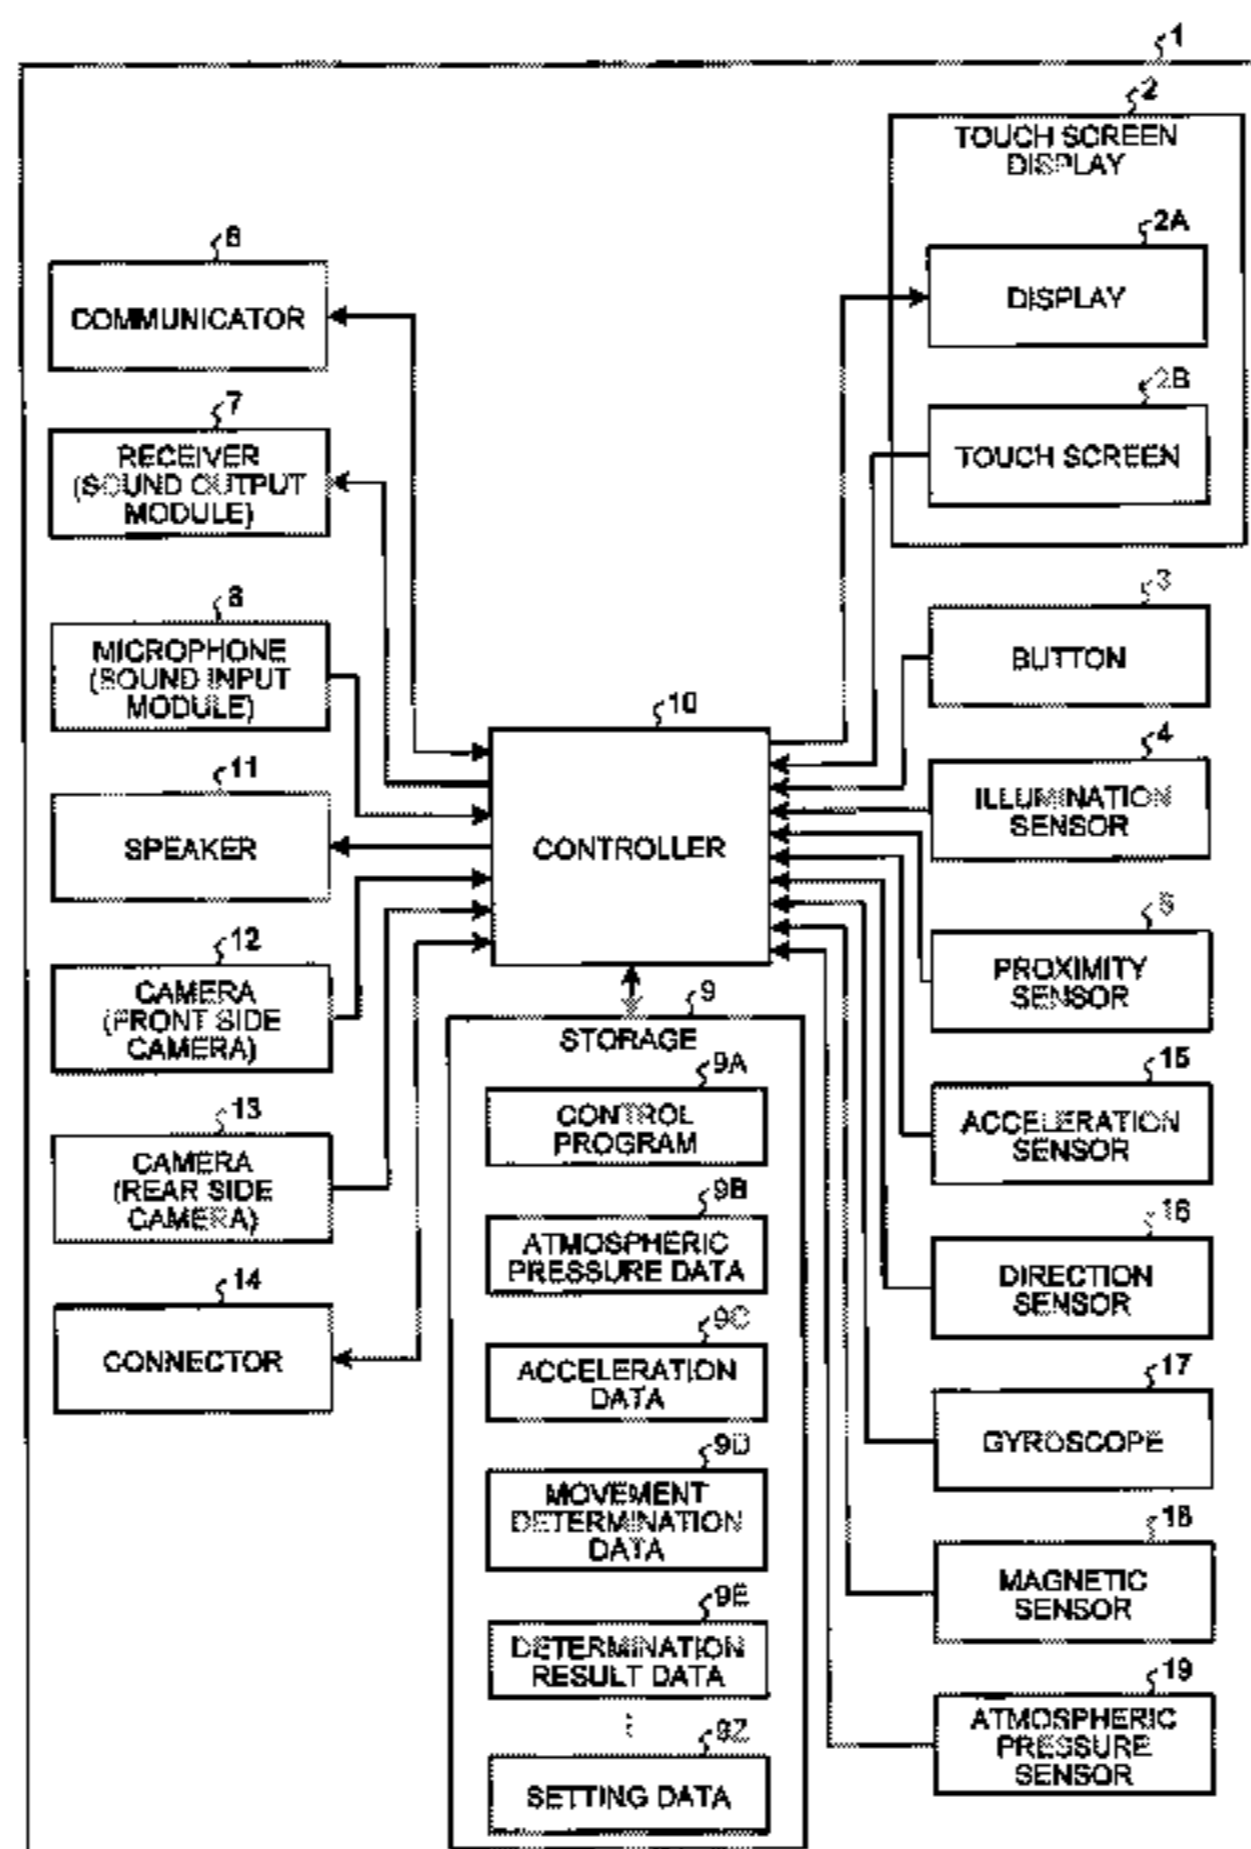 1
2
TOUCH SCREEN
DISPLAY
2A
DISPLAY
2B
TOUCH SCREEN
6
COMMUNICATOR
7
RECEIVER
(SOUND OUTPUT
MODULE)
8
MICROPHONE
(SOUND INPUT
MODULE)
11
SPEAKER
12
CAMERA
(FRONT SIDE
CAMERA)
13
CAMERA
(REAR SIDE
CAMERA)
14
CONNECTOR
10
CONTROLLER
9
STORAGE
9A
CONTROL
PROGRAM
9B
ATMOSPHERIC
PRESSURE DATA
9C
ACCELERATION
DATA
9D
MOVEMENT
DETERMINATION
DATA
9E
DETERMINATION
RESULT DATA
9Z
SETTING DATA
3
BUTTON
4
ILLUMINATION
SENSOR
5
PROXIMITY
SENSOR
15
ACCELERATION
SENSOR
16
DIRECTION
SENSOR
17
GYROSCOPE
18
MAGNETIC
SENSOR
19
ATMOSPHERIC
PRESSURE
SENSOR